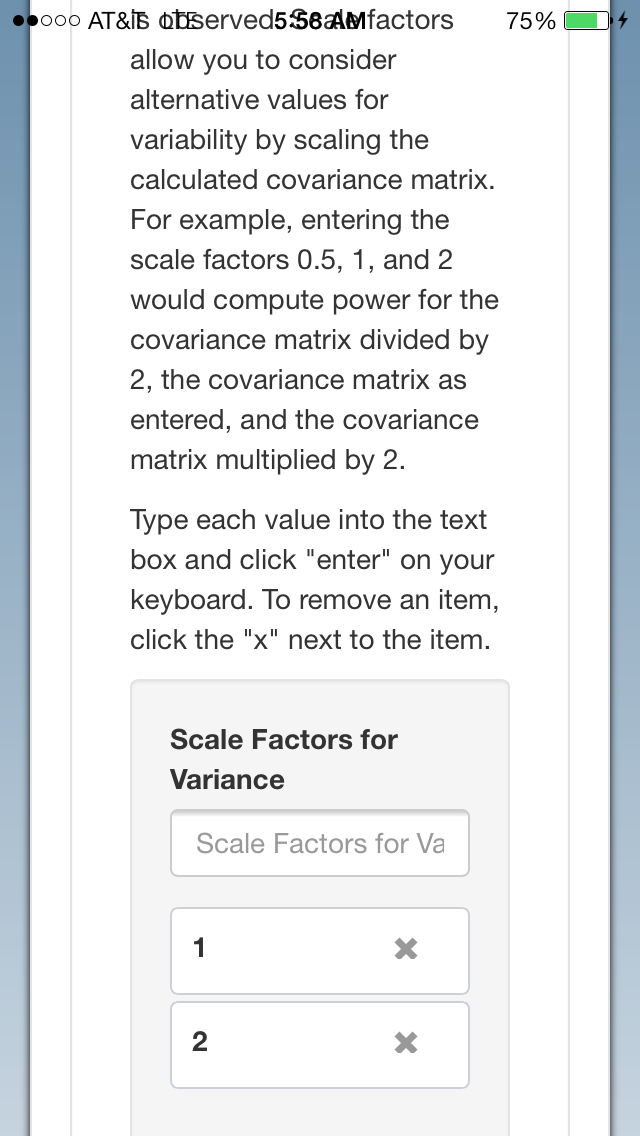 AT&T LTE 5:58 AM 75%
is observed. Scale factors
allow you to consider
alternative values for
variability by scaling the
calculated covariance matrix.
For example, entering the
scale factors 0.5, 1, and 2
would compute power for the
covariance matrix divided by
2, the covariance matrix as
entered, and the covariance
matrix multiplied by 2.
Type each value into the text
box and click "enter" on your
keyboard. To remove an item,
click the "x" next to the item.
Scale Factors for
Variance
Scale Factors for Va
1
2